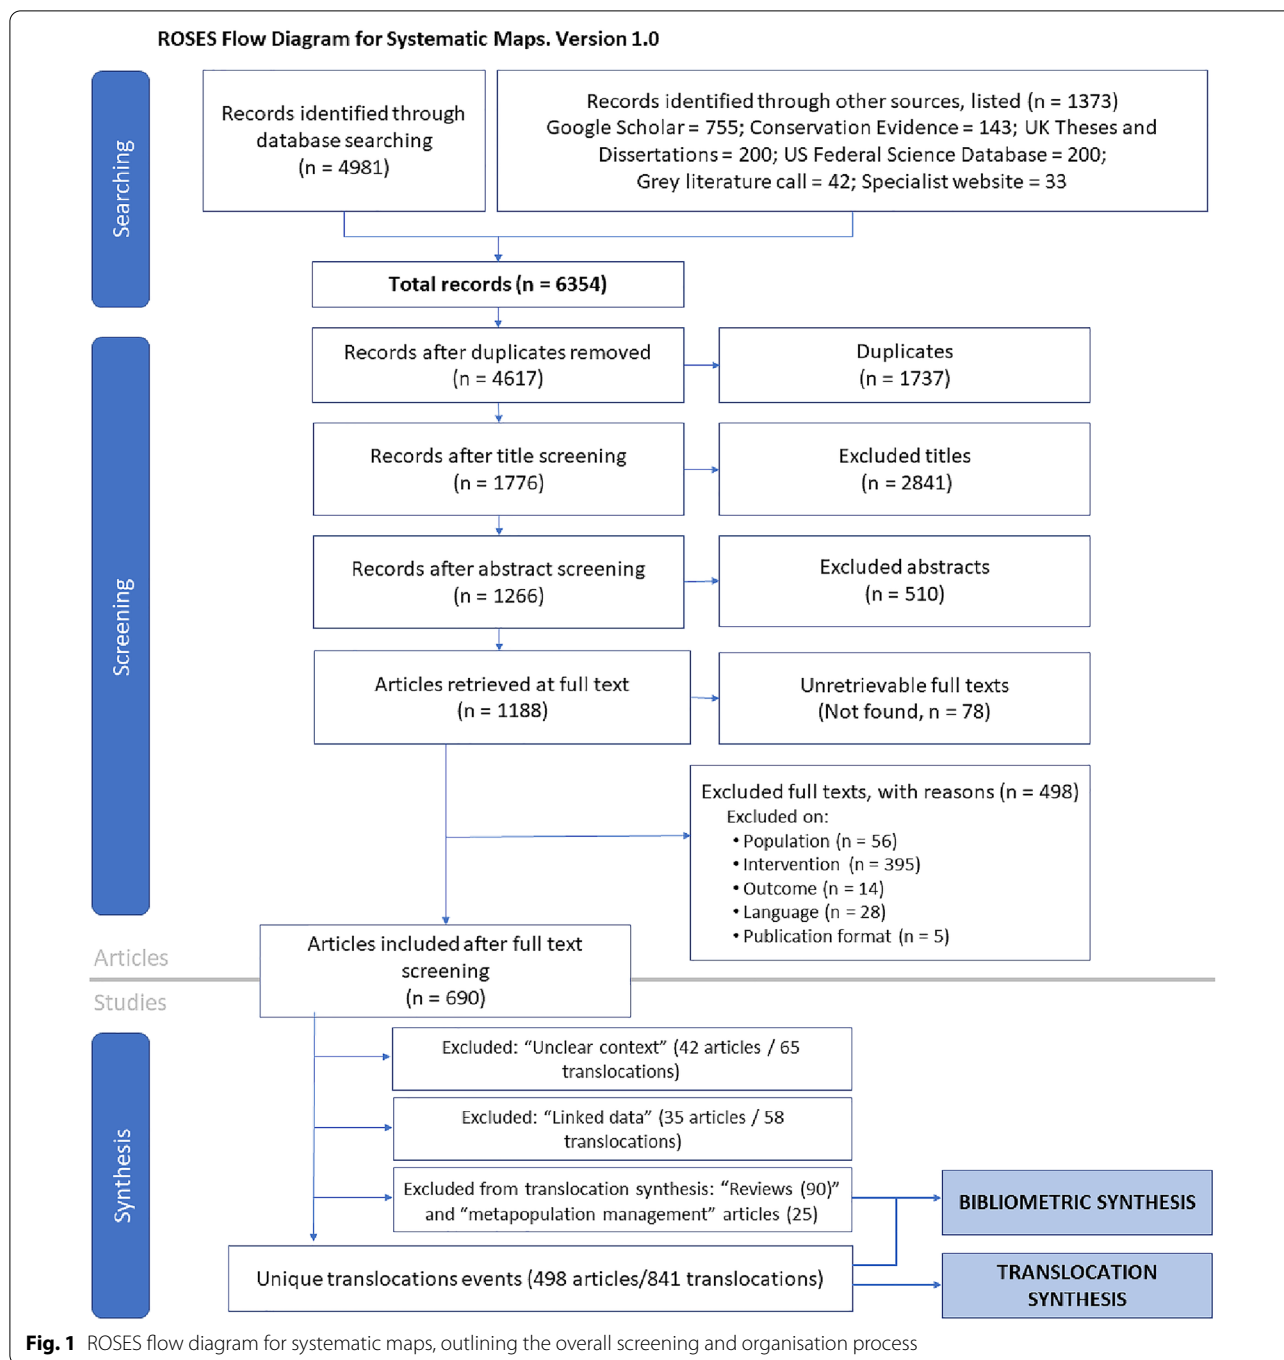 ROSES Flow Diagram for Systematic Maps. Version 1.0
Searching
Records identified through
database searching
(n = 4981)
Records identified through other sources, listed (n = 1373)
Google Scholar = 755; Conservation Evidence = 143; UK Theses and
Dissertations = 200; US Federal Science Database = 200;
Grey literature call = 42; Specialist website = 33
Total records (n = 6354)
Screening
Records after duplicates removed
(n = 4617)
Duplicates
(n = 1737)
Records after title screening
(n = 1776)
Excluded titles
(n = 2841)
Records after abstract screening
(n = 1266)
Excluded abstracts
(n = 510)
Articles retrieved at full text
(n = 1188)
Unretrievable full texts
(Not found, n = 78)
Excluded full texts, with reasons (n = 498)
Excluded on:
• Population (n = 56)
• Intervention (n = 395)
• Outcome (n = 14)
• Language (n = 28)
• Publication format (n = 5)
Articles included after full text
screening
(n = 690)
Articles
Studies
Synthesis
Excluded: “Unclear context” (42 articles / 65
translocations)
Excluded: “Linked data” (35 articles / 58
translocations)
Excluded from translocation synthesis: “Reviews (90)”
and “metapopulation management” articles (25)
BIBLIOMETRIC SYNTHESIS
Unique translocations events (498 articles/841 translocations)
TRANSLOCATION
SYNTHESIS
Fig. 1 ROSES flow diagram for systematic maps, outlining the overall screening and organisation process